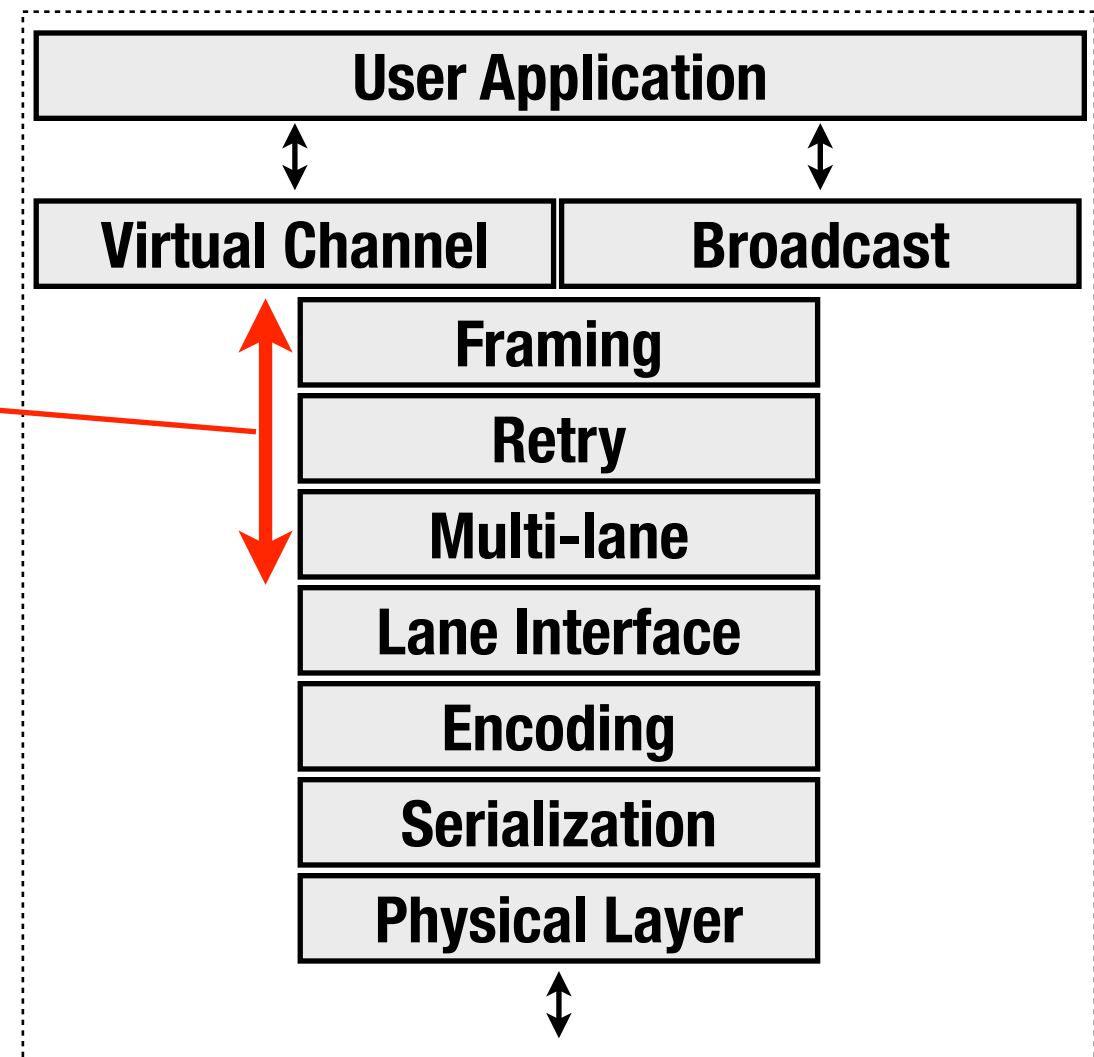 User Application
Virtual Channel
Broadcast
Framing
Retry
Multi-lane
Lane Interface
Encoding
Serialization
Physical Layer